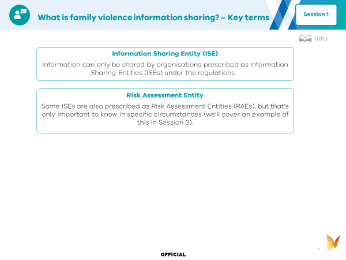 What is family violence information sharing? – Key terms
Session 1
Info
Information Sharing Entity (ISE)
Information can only be shared by organisations prescribed as Information
Sharing Entities (ISEs) under the regulations.
Risk Assessment Entity
Some ISEs are also prescribed as Risk Assessment Entities (RAEs), but that's
only important to know in specific circumstances (we'll cover an example of
this in Session 3).
OFFICIAL